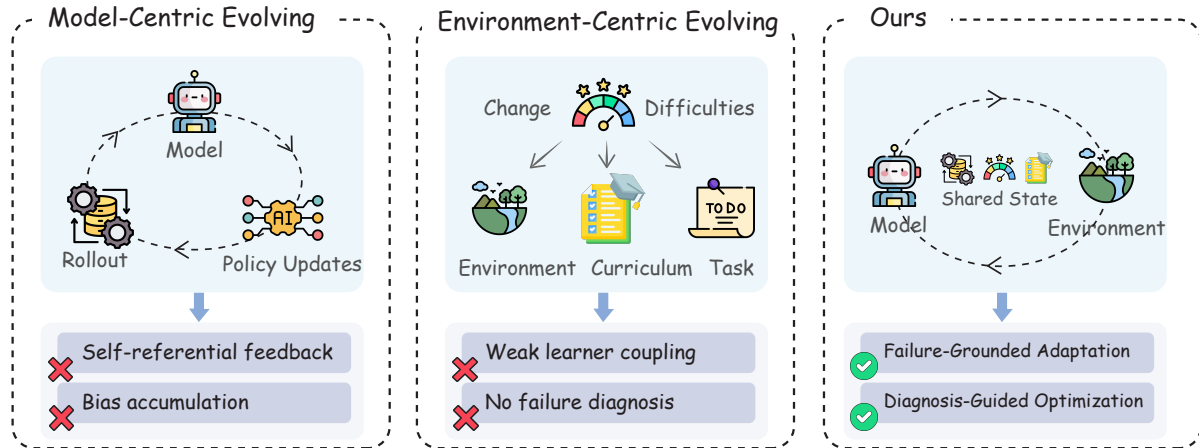 Model-Centric Evolving
Model
Rollout
Policy Updates
AI
Self-referential feedback
Bias accumulation
Environment-Centric Evolving
Change
Difficulties
TO DO
Environment
Curriculum
Task
Weak learner coupling
No failure diagnosis
Ours
Model
Shared State
Environment
Failure-Grounded Adaptation
Diagnosis-Guided Optimization